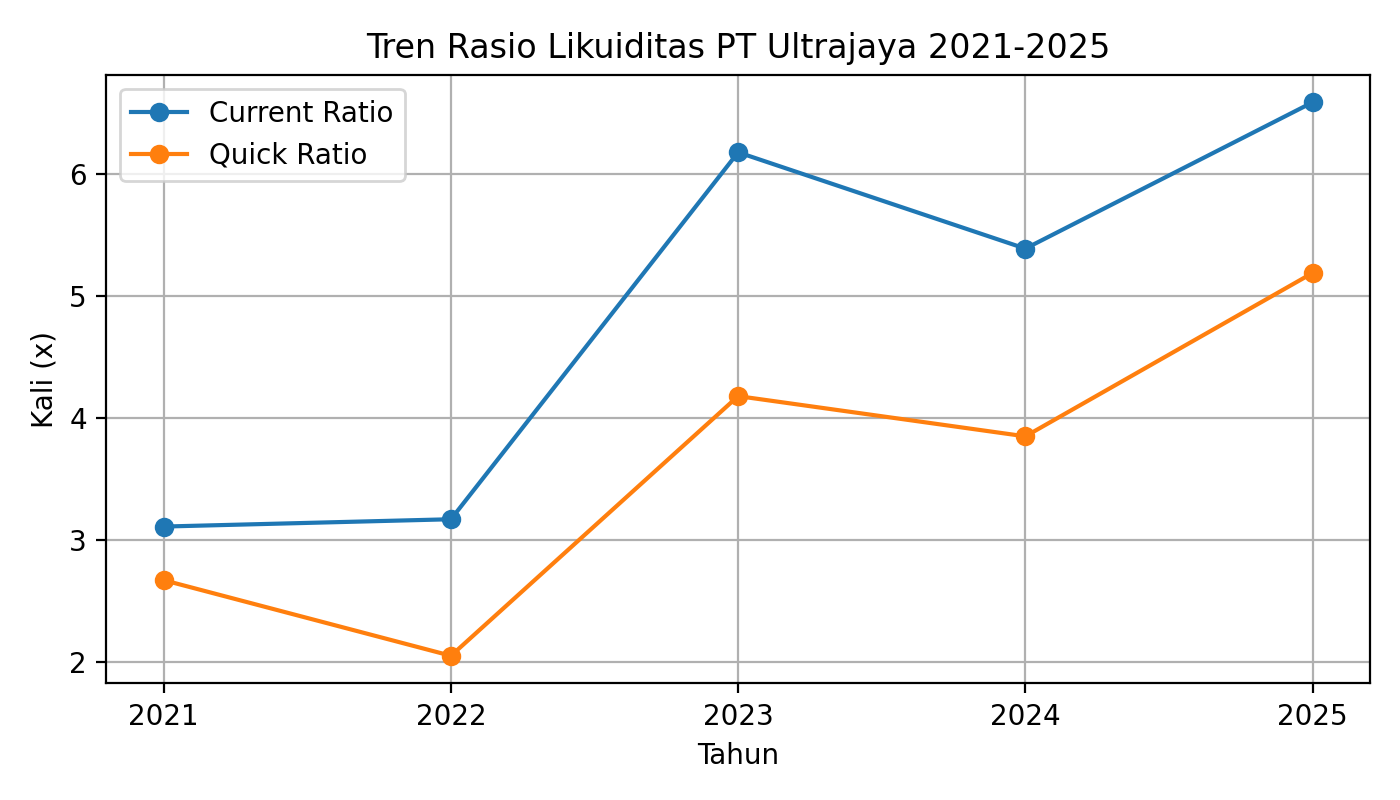 Tren Rasio Likuiditas PT Ultrajaya 2021-2025
Current Ratio
Quick Ratio
Kali (x)
6
5
4
3
2
2021 2022 2023 2024 2025
Tahun